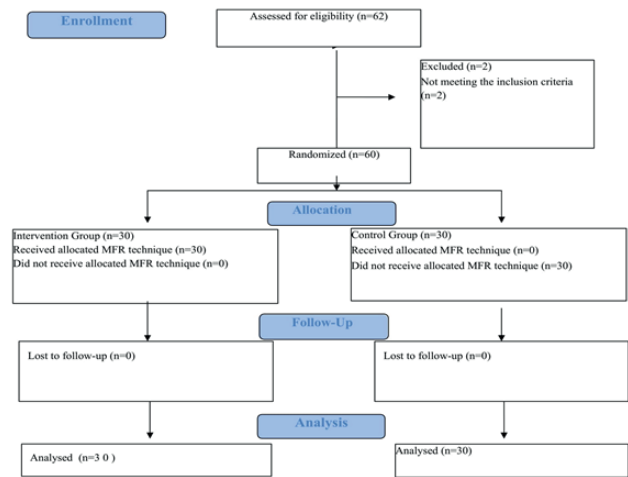 Enrollment
Assessed for eligibility (n=62)
Excluded (n=2)
Not meeting the inclusion criteria
(n=2)
Randomized (n=60)
Allocation
Intervention Group (n=30)
Received allocated MFR technique (n=30)
Did not receive allocated MFR technique (n=0)
Control Group (n=30)
Received allocated MFR technique (n=0)
Did not receive allocated MFR technique (n=30)
Follow-Up
Lost to follow-up (n=0)
Lost to follow-up (n=0)
Analysis
Analysed (n=3 0 )
Analysed (n=30)